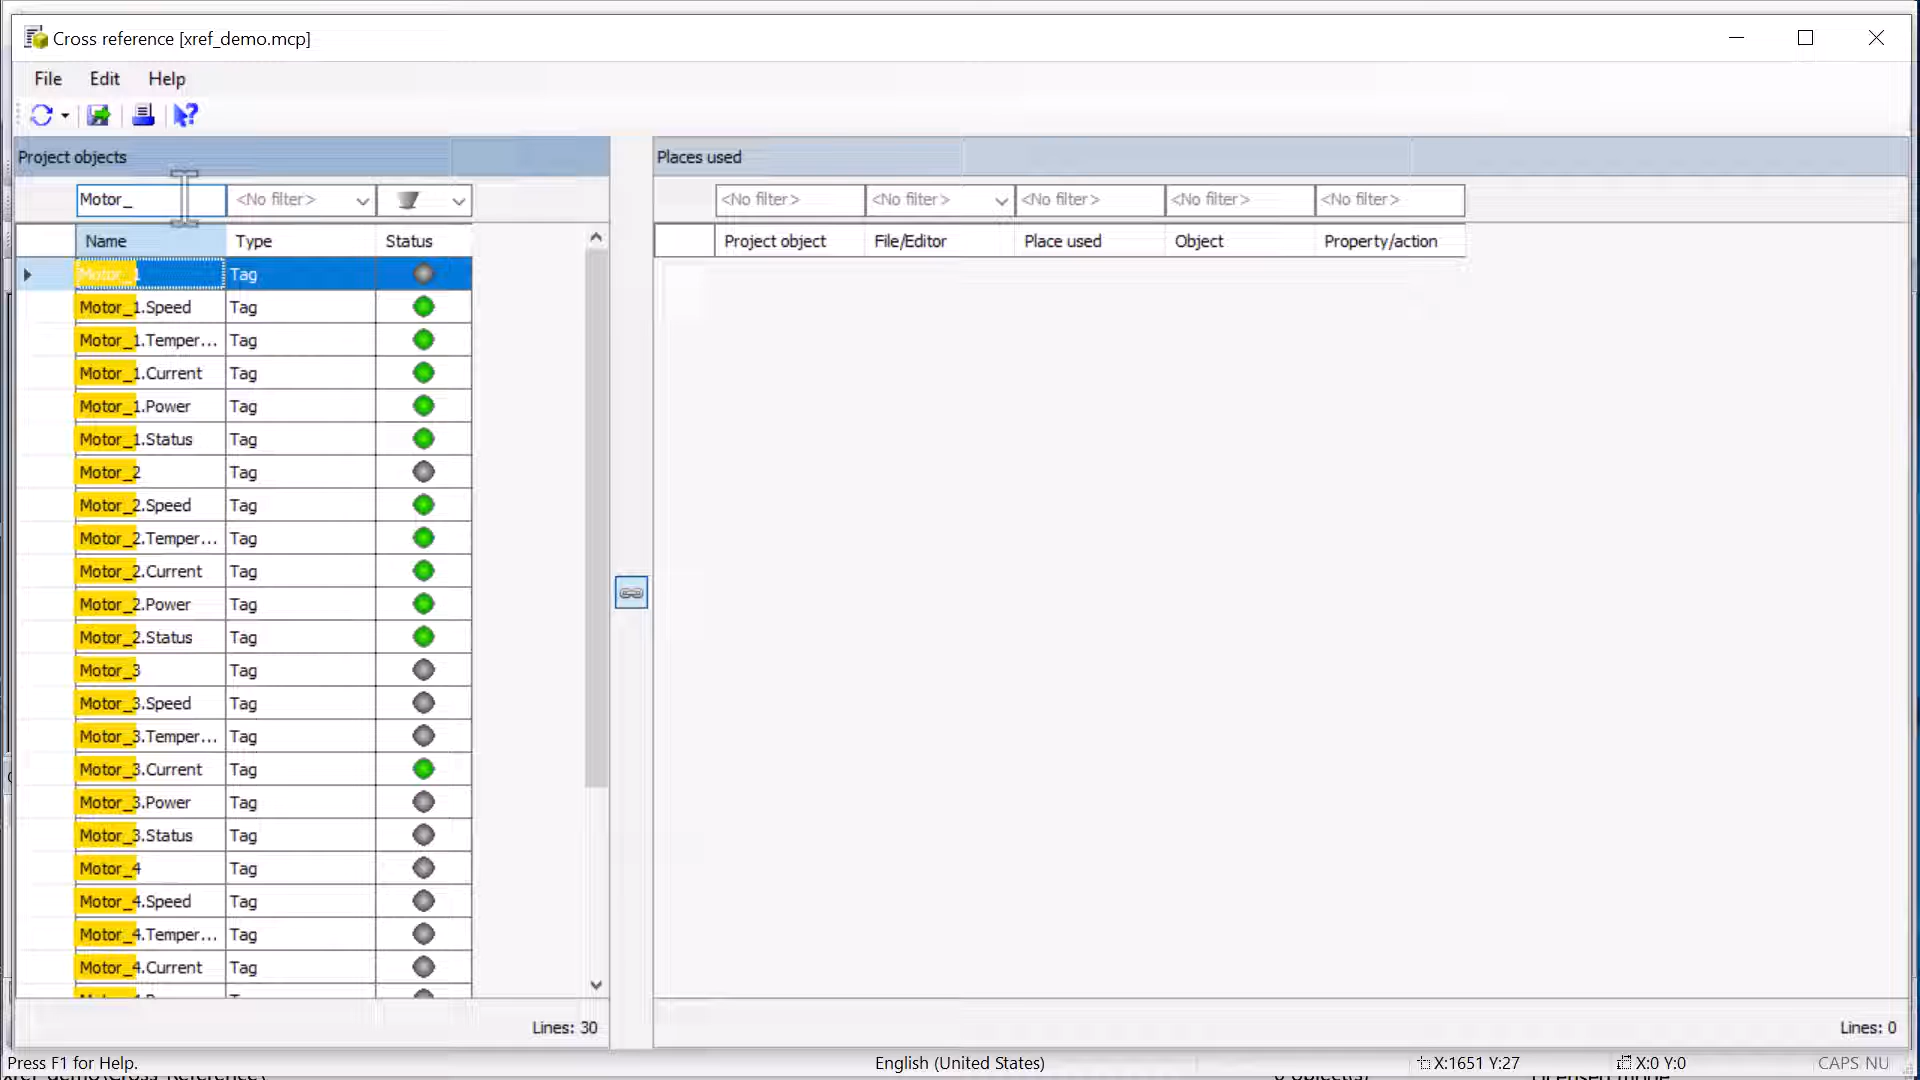 Cross reference [xref_demo.mcp]
File Edit Help
Project objects
Places used
Motor_ <No filter>
<No filter> <No filter> <No filter> <No filter> <No filter>
Name Type Status
Project object File/Editor Place used Object Property/action
Motor_1 Tag
Motor_1.Speed Tag
Motor_1.Temper... Tag
Motor_1.Current Tag
Motor_1.Power Tag
Motor_1.Status Tag
Motor_2 Tag
Motor_2.Speed Tag
Motor_2.Temper... Tag
Motor_2.Current Tag
Motor_2.Power Tag
Motor_2.Status Tag
Motor_3 Tag
Motor_3.Speed Tag
Motor_3.Temper... Tag
Motor_3.Current Tag
Motor_3.Power Tag
Motor_3.Status Tag
Motor_4 Tag
Motor_4.Speed Tag
Motor_4.Temper... Tag
Motor_4.Current Tag
Lines: 30
Lines: 0
Press F1 for Help. English (United States) X:1651 Y:27 X:0 Y:0 CAPS NU